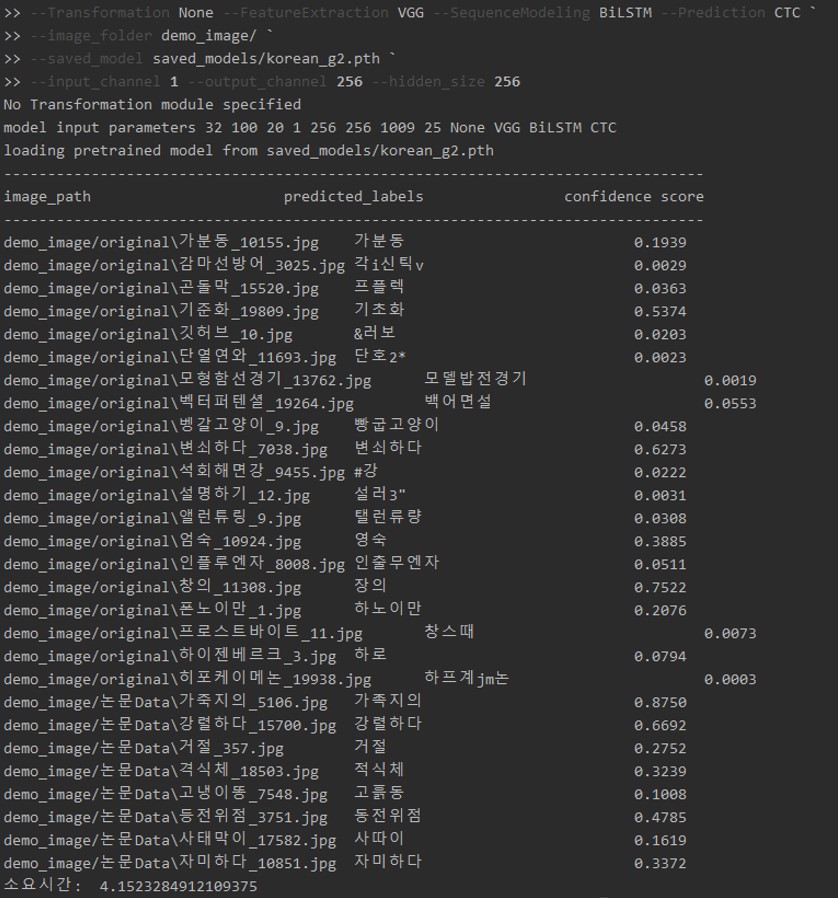 >> --Transformation None --FeatureExtraction VGG --SequenceModeling BiLSTM --Prediction CTC `
>> --image_folder demo_image/ `
>> --saved_model saved_models/korean_g2.pth `
>> --input_channel 1 --output_channel 256 --hidden_size 256
No Transformation module specified
model input parameters 32 100 20 1 256 256 1009 25 None VGG BiLSTM CTC
loading pretrained model from saved_models/korean_g2.pth
--------------------------------------------------------------------------------
image_path predicted_labels confidence score
--------------------------------------------------------------------------------
demo_image/original\가분동_10155.jpg 가분동 0.1939
demo_image/original\감마선방어_3025.jpg 각i신틱v 0.0029
demo_image/original\곤돌막_15520.jpg 프플렉 0.0363
demo_image/original\기준화_19809.jpg 기초화 0.5374
demo_image/original\깃허브_10.jpg &러보 0.0203
demo_image/original\단열연와_11693.jpg 단호2* 0.0023
demo_image/original\모형함선경기_13762.jpg 모델밥전경기 0.0019
demo_image/original\벡터퍼텐셜_19264.jpg 백어면설 0.0553
demo_image/original\벵갈고양이_9.jpg 빵굽고양이 0.0458
demo_image/original\변쇠하다_7038.jpg 변쇠하다 0.6273
demo_image/original\석회해면강_9455.jpg #강 0.0222
demo_image/original\설명하기_12.jpg 설러3" 0.0031
demo_image/original\앨런튜링_9.jpg 탤런류량 0.0308
demo_image/original\엄숙_10924.jpg 영숙 0.3885
demo_image/original\인플루엔자_8008.jpg 인출무엔자 0.0511
demo_image/original\창의_11308.jpg 장의 0.7522
demo_image/original\폰노이만_1.jpg 하노이만 0.2076
demo_image/original\프로스트바이트_11.jpg 창스때 0.0073
demo_image/original\하이젠베르크_3.jpg 하로 0.0794
demo_image/original\히포케이메논_19938.jpg 하프계jm논 0.0003
demo_image/논문Data\가죽지의_5106.jpg 가족지의 0.8750
demo_image/논문Data\강렬하다_15700.jpg 강렬하다 0.6692
demo_image/논문Data\거절_357.jpg 거절 0.2752
demo_image/논문Data\격식체_18503.jpg 적식체 0.3239
demo_image/논문Data\고냉이똥_7548.jpg 고흙동 0.1008
demo_image/논문Data\등전위점_3751.jpg 동전위점 0.4785
demo_image/논문Data\사태막이_17582.jpg 사따이 0.1619
demo_image/논문Data\자미하다_10851.jpg 자미하다 0.3372
소요시간: 4.1523284912109375